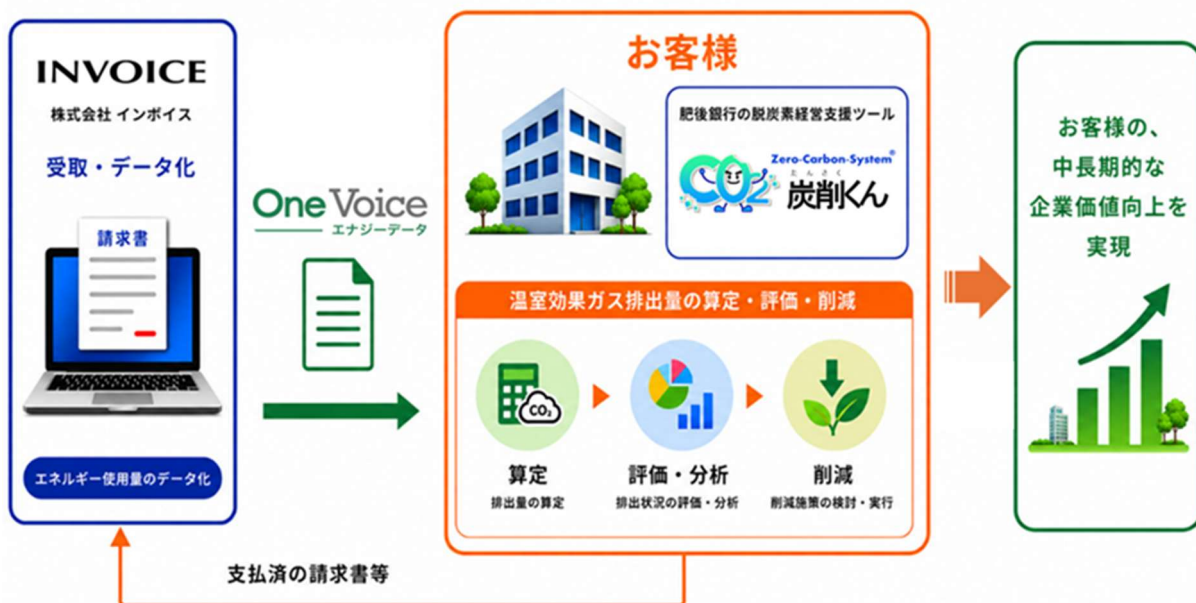 INVOICE
株式会社 インボイス
受取・データ化
請求書
エネルギー使用量のデータ化
One Voice
エナジーデータ
お客様
肥後銀行の脱炭素経営支援ツール
Zero-Carbon-System®
CO2
たんさく
炭削くん
温室効果ガス排出量の算定・評価・削減
CO₂
算定
排出量の算定
評価・分析
排出状況の評価・分析
削減
削減施策の検討・実行
お客様の、
中長期的な
企業価値向上を
実現
支払済の請求書等